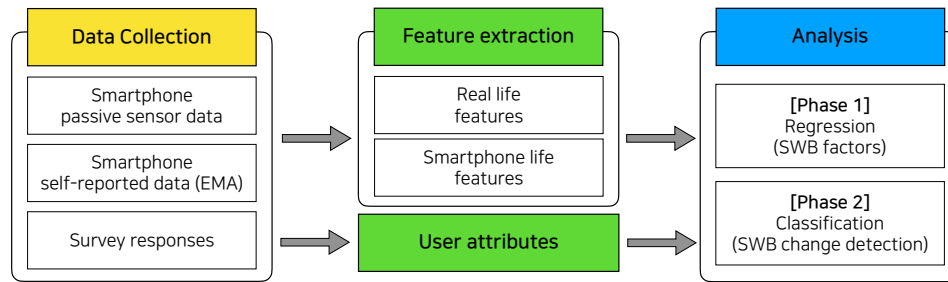 Data Collection
Smartphone
passive sensor data
Smartphone
self-reported data (EMA)
Survey responses
Feature extraction
Real life
features
Smartphone life
features
User attributes
Analysis
[Phase 1]
Regression
(SWB factors)
[Phase 2]
Classification
(SWB change detection)